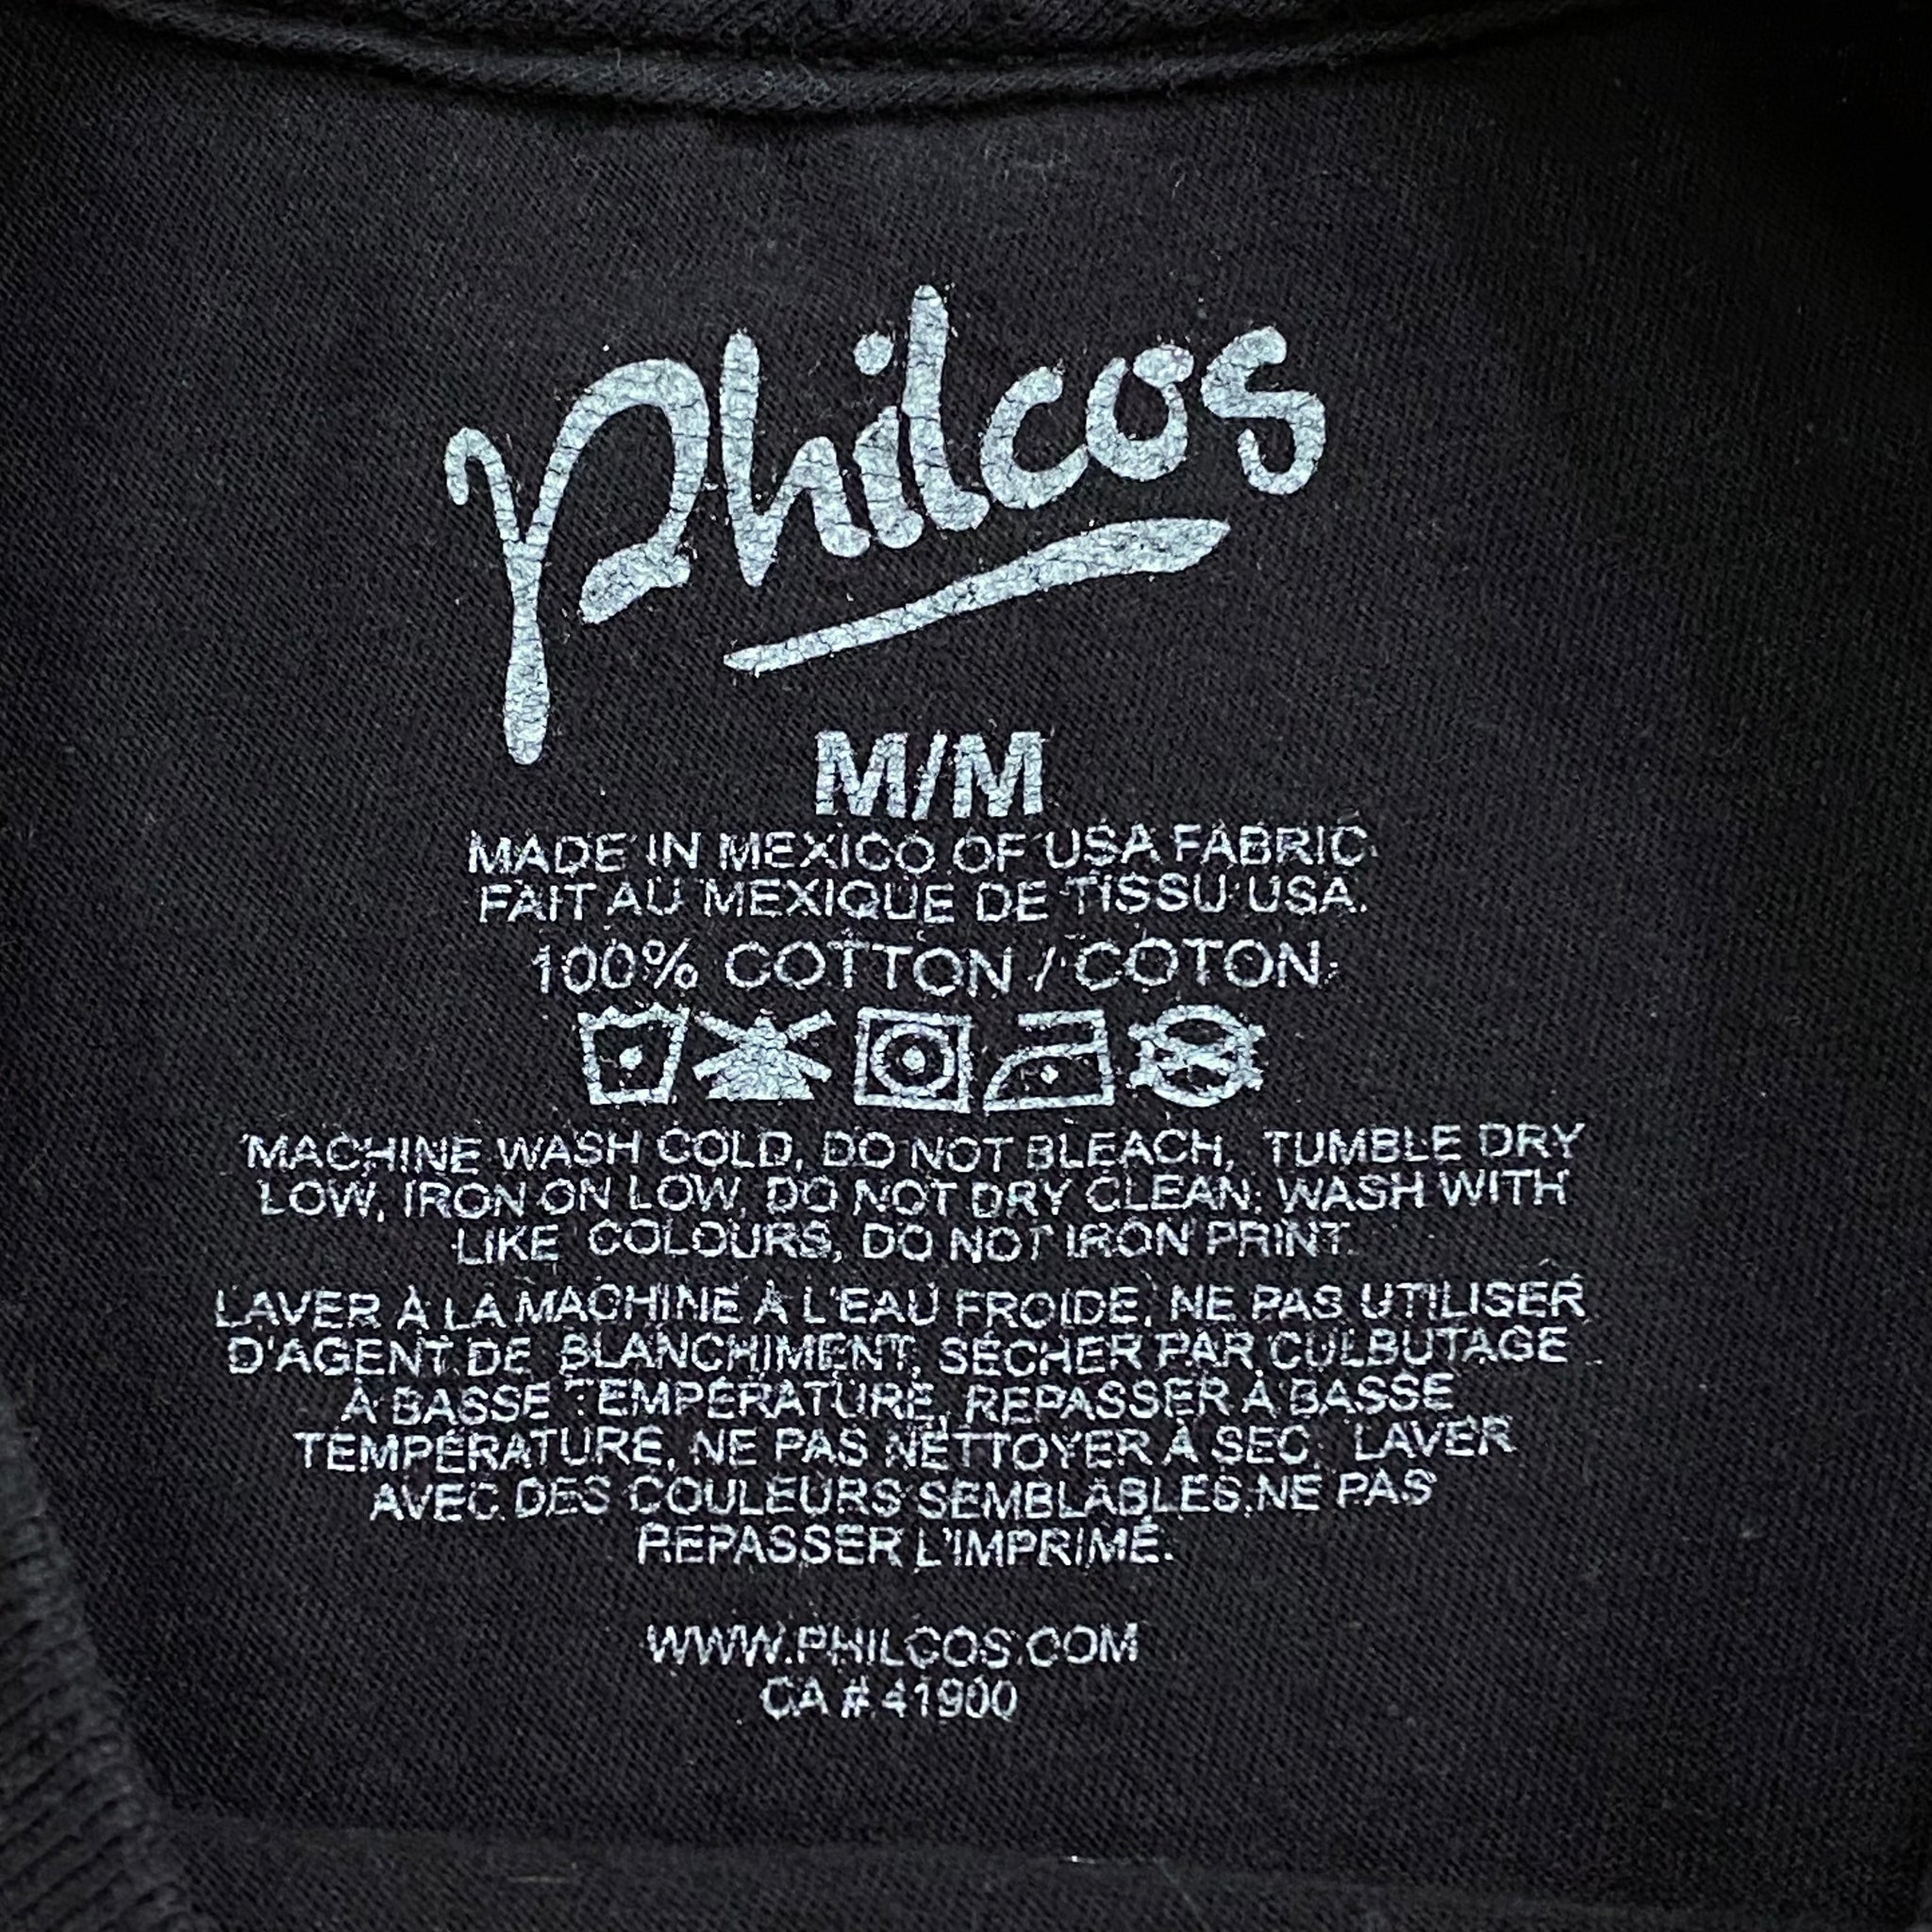 Philcos
M/M
MADE IN MEXICO OF USA FABRIC
FAIT AU MEXIQUE DE TISSU USA.
100% COTTON / COTON
MACHINE WASH COLD, DO NOT BLEACH, TUMBLE DRY
LOW, IRON ON LOW, DO NOT DRY CLEAN. WASH WITH
LIKE COLOURS, DO NOT IRON PRINT.
LAVER À LA MACHINE À L'EAU FROIDE, NE PAS UTILISER
D'AGENT DE BLANCHIMENT, SÉCHER PAR CULBUTAGE
À BASSE TEMPÉRATURE, REPASSER À BASSE
TEMPÉRATURE, NE PAS NETTOYER À SEC. LAVER
AVEC DES COULEURS SEMBLABLES, NE PAS
REPASSER L'IMPRIMÉ.
WWW.PHILCOS.COM
CA # 41900